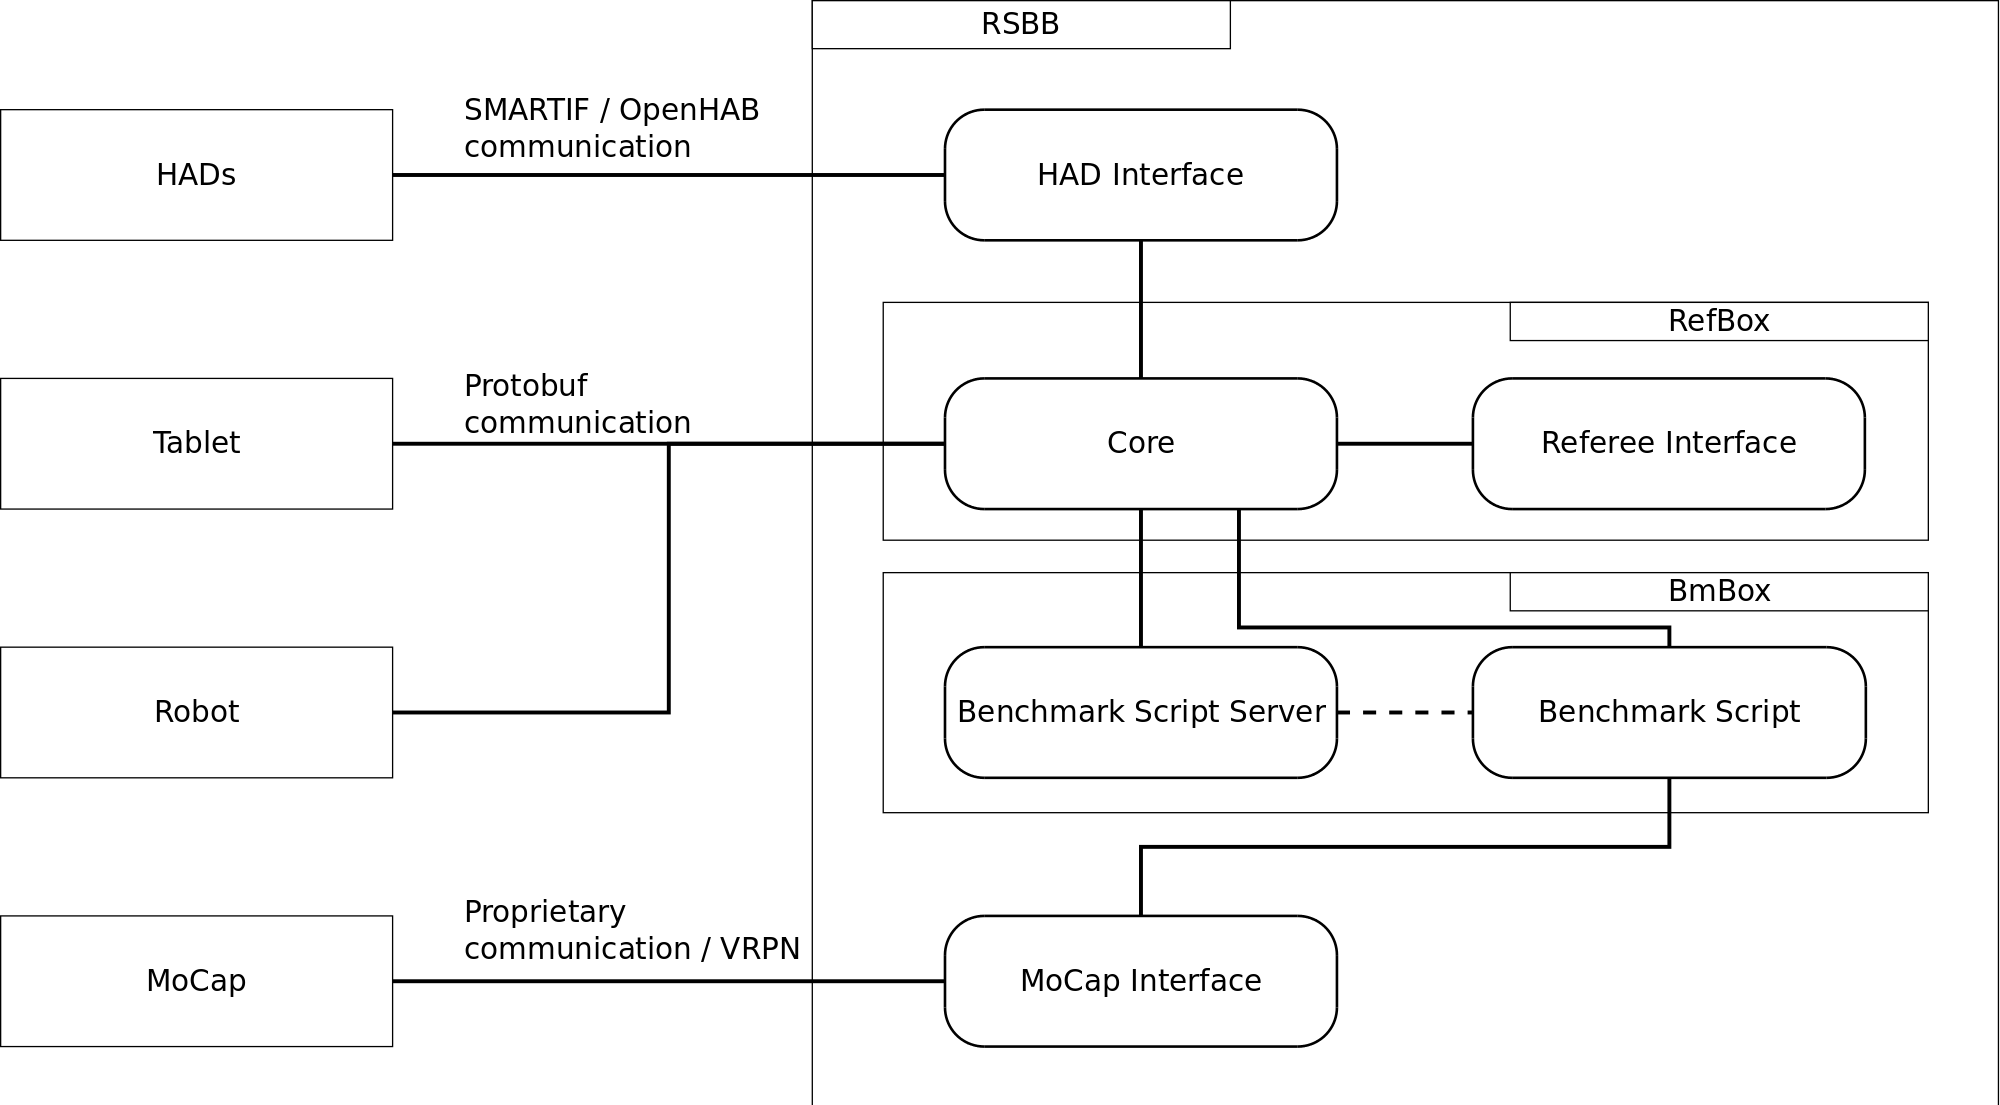 RSBB
SMARTIF / OpenHAB
communication
HADs
HAD Interface
RefBox
Protobuf
communication
Tablet
Core
Referee Interface
BmBox
Robot
Benchmark Script Server
Benchmark Script
Proprietary
communication / VRPN
MoCap
MoCap Interface